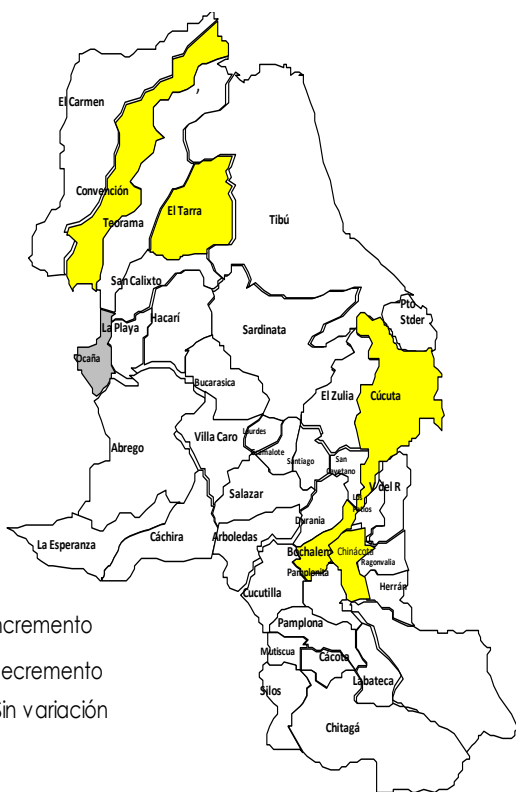 El Carmen
Convención
El Tarra
Teorama
Tibú
San Calixto
Pto
Stder
La Playa
Hacarí
Sardinata
Ocaña
Bucarasica
El Zulia
Cúcuta
Abrego
Villa Caro
Lourdes
Gramalote
Santiago
San
Cayetano
Salazar
V del R
Los
Patios
Durania
La Esperanza
Cáchira
Arboledas
Bochalen
Chinácota
Ragonvalia
Pamplonita
Herrán
Cucutilla
ncremento
Pamplona
Mutiscua
Cácota
ecremento
Labateca
Silos
in variación
Chitagá